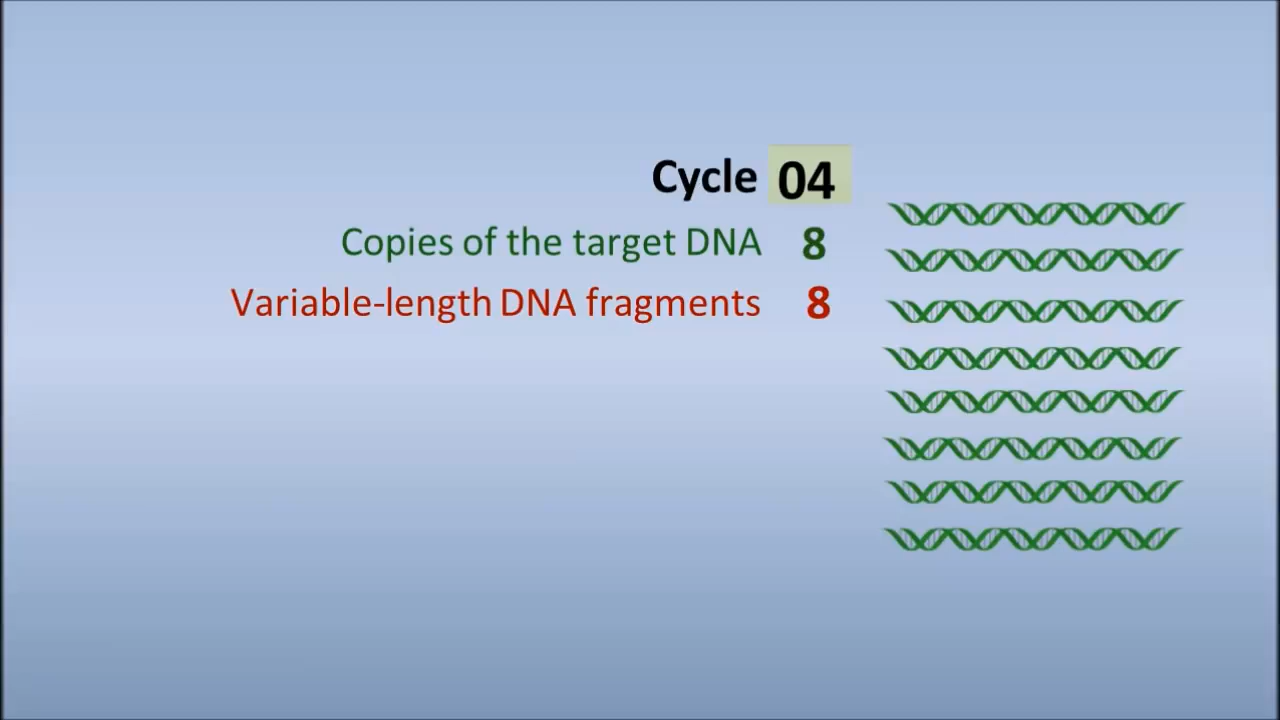 Cycle 04
Copies of the target DNA 8
Variable-length DNA fragments 8